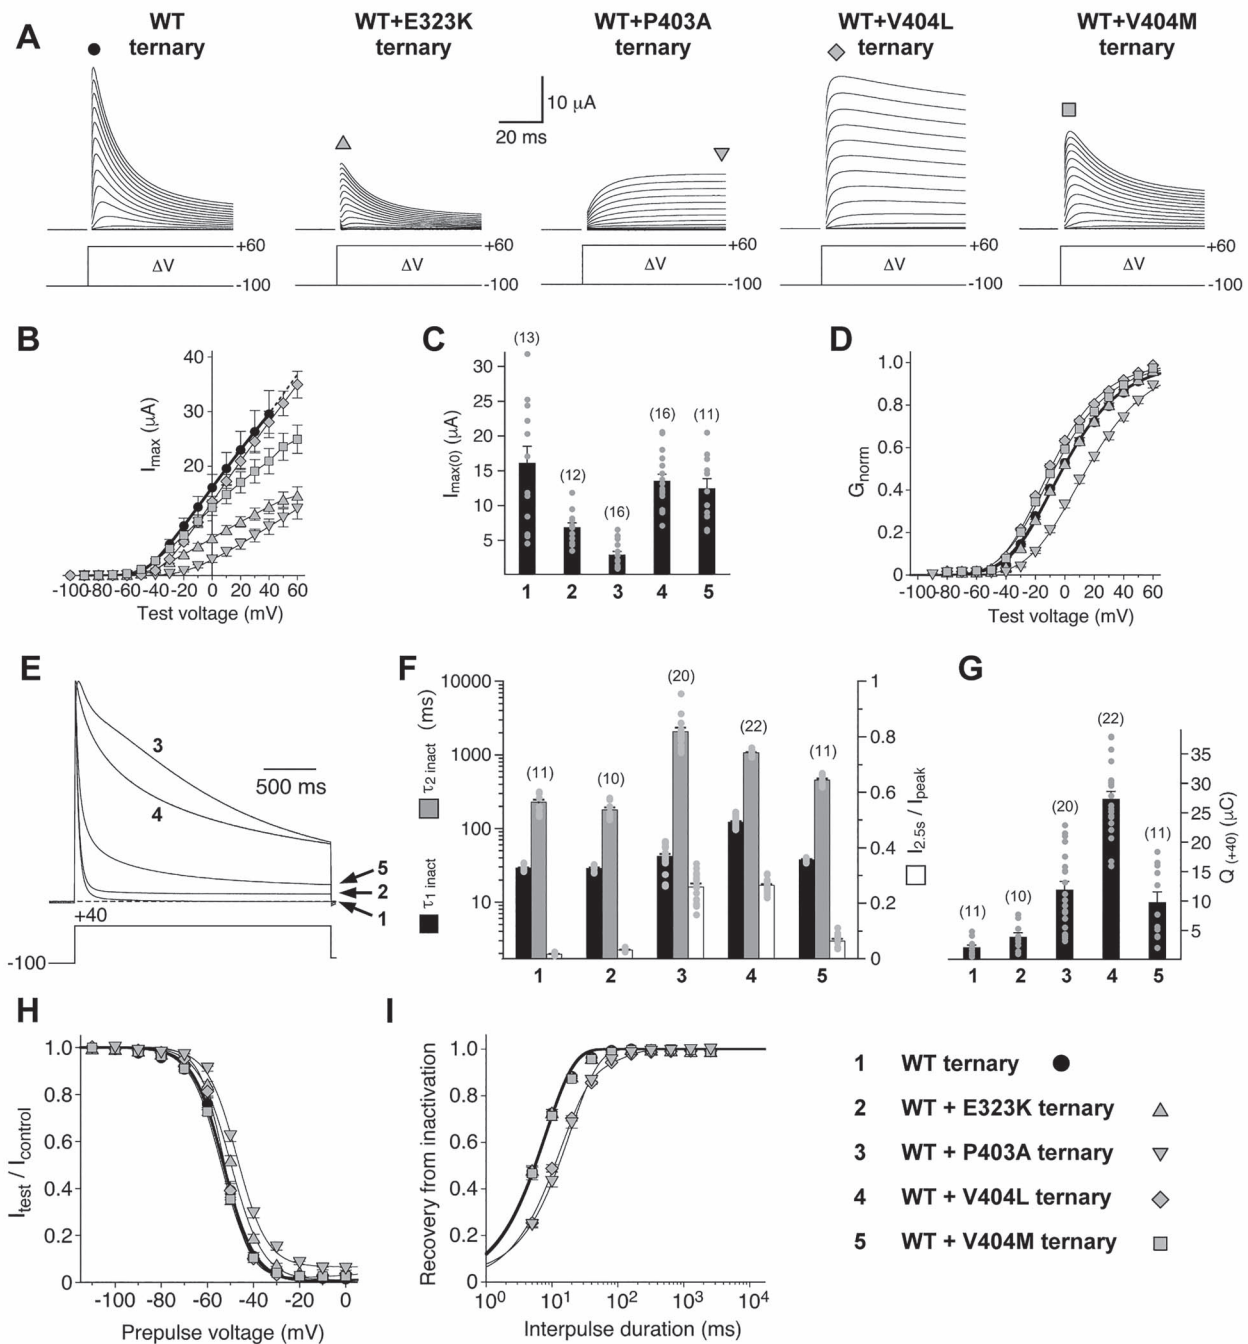 A
WT
ternary
WT+E323K
ternary
WT+P403A
ternary
WT+V404L
ternary
WT+V404M
ternary
10 µA
20 ms
ΔV
+60
-100
ΔV
+60
-100
ΔV
+60
-100
ΔV
+60
-100
ΔV
+60
-100
B
Imax (µA)
40
30
20
-100 -80 -60 -40 -20 0 20 40 60
Test voltage (mV)
C
Imax(0) (µA)
30
25
20
15
10
5
(13)
(12)
(16)
(16)
(11)
1 2 3 4 5
D
Gnorm
1.0
0.8
0.6
0.4
0.2
0
-100 -80 -60 -40 -20 0 20 40 60
Test voltage (mV)
E
3
4
500 ms
5
2
1
+40
-100
F
τ1 inact
τ2 inact (ms)
10000
1000
100
10
(11)
(10)
(20)
(22)
(11)
1 2 3 4 5
1
0.8
0.6
0.4
0.2
0
I2.5s / Ipeak
G
(11)
(10)
(20)
(22)
(11)
1 2 3 4 5
35
30
25
20
15
10
5
Q(+40) (µC)
H
Itest / Icontrol
1.0
0.8
0.6
0.4
0.2
0
-100 -80 -60 -40 -20 0
Prepulse voltage (mV)
I
Recovery from inactivation
1.0
0.8
0.6
0.4
0.2
0
10⁰ 10¹ 10² 10³ 10⁴
Interpulse duration (ms)
1 WT ternary
2 WT + E323K ternary
3 WT + P403A ternary
4 WT + V404L ternary
5 WT + V404M ternary